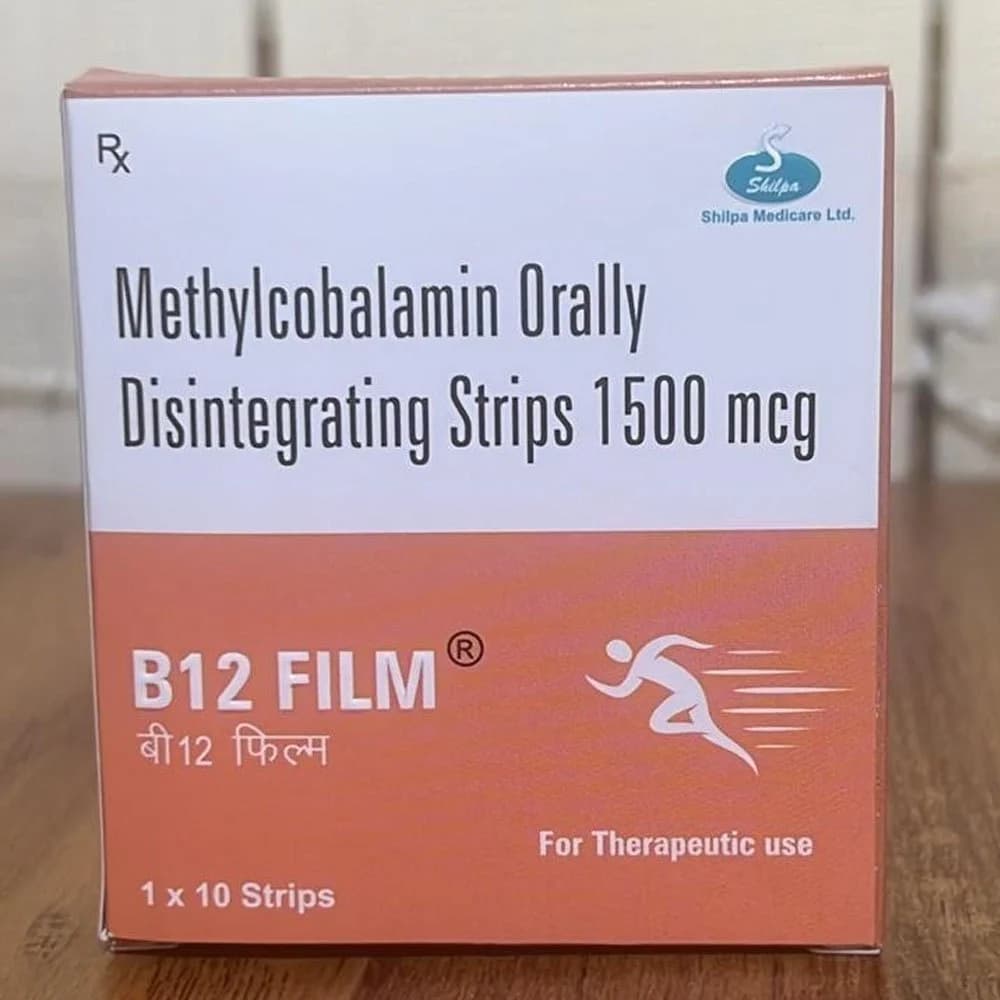 Rx
Shilpa
Shilpa Medicare Ltd.
Methylcobalamin Orally
Disintegrating Strips 1500 mcg
B12 FILM®
बी12 फिल्म
For Therapeutic use
1 x 10 Strips